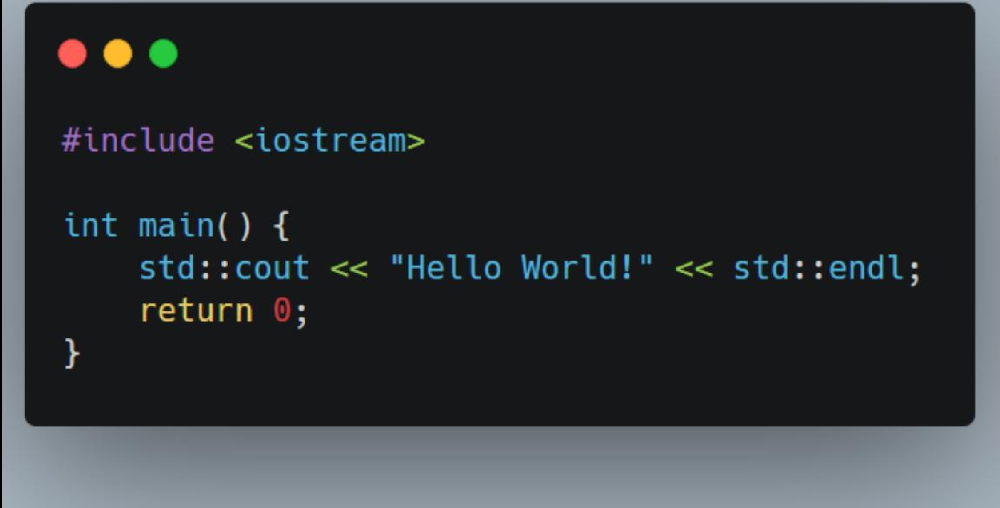 #include <iostream>

int main() {
    std::cout << "Hello World!" << std::endl;
    return 0;
}